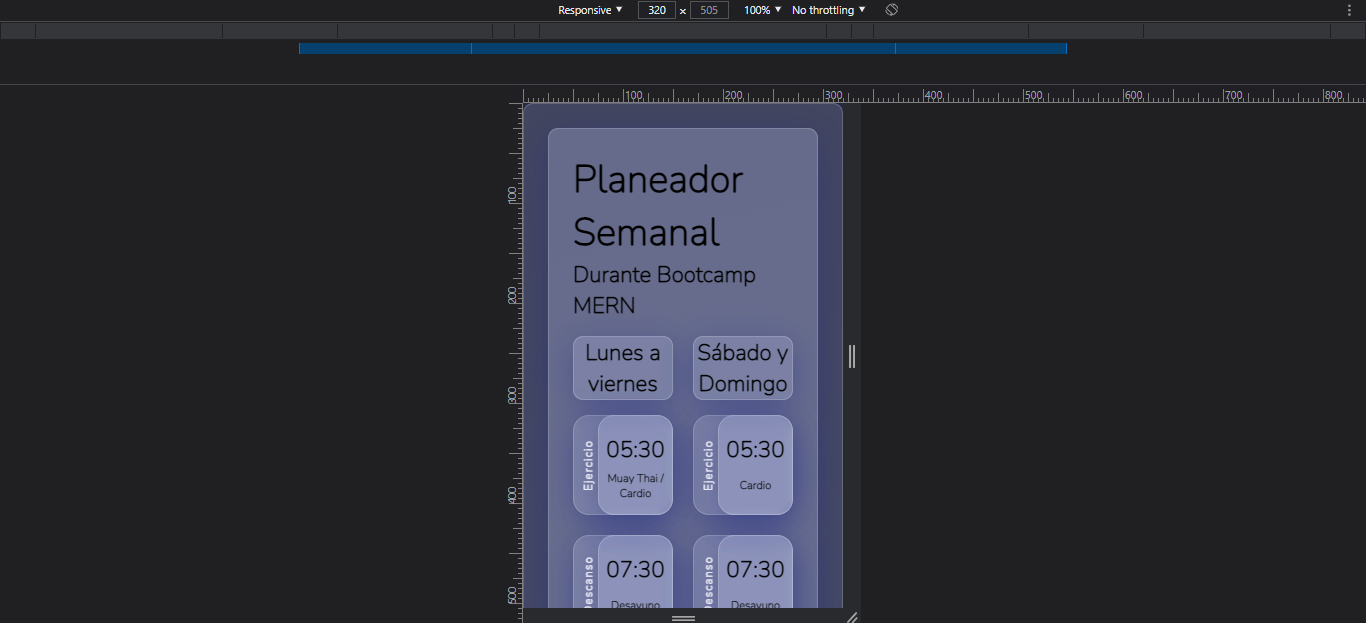 Responsive ▼ 320 × 505 100% ▼ No throttling ▼
100 200 300 400 500 600 700 800
100
200
300
400
500
Planeador
Semanal
Durante Bootcamp
MERN
Lunes a
viernes
Sábado y
Domingo
Ejercicio
05:30
Muay Thai /
Cardio
Ejercicio
05:30
Cardio
Descanso
07:30
Desayuno
Descanso
07:30
Desayuno